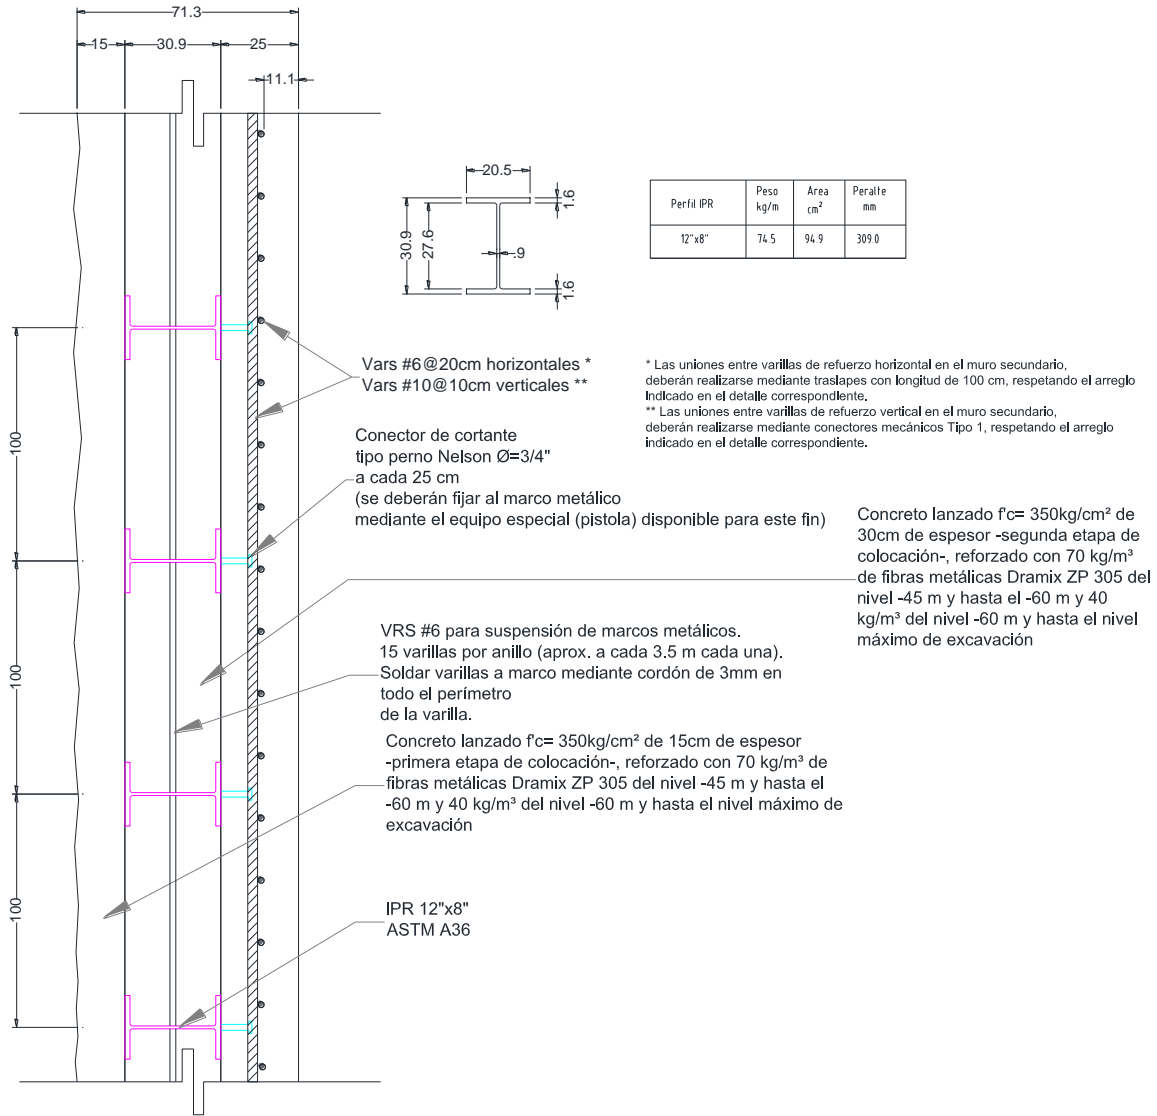 71.3
15
30.9
25
11.1
20.5
1.6
30.9
27.6
.9
1.6
Perfil IPR
Peso
kg/m
Area
cm²
Peralte
mm
12"x8"
74.5
94.9
309.0
Vars #6@20cm horizontales *
Vars #10@10cm verticales **
* Las uniones entre varillas de refuerzo horizontal en el muro secundario,
deberán realizarse mediante traslapes con longitud de 100 cm, respetando el arreglo
indicado en el detalle correspondiente.
** Las uniones entre varillas de refuerzo vertical en el muro secundario,
deberán realizarse mediante conectores mecánicos Tipo 1, respetando el arreglo
indicado en el detalle correspondiente.
100
Conector de cortante
tipo perno Nelson Ø=3/4"
a cada 25 cm
(se deberán fijar al marco metálico
mediante el equipo especial (pistola) disponible para este fin)
Concreto lanzado f'c= 350kg/cm² de
30cm de espesor -segunda etapa de
colocación-, reforzado con 70 kg/m³
de fibras metálicas Dramix ZP 305 del
nivel -45 m y hasta el -60 m y 40
kg/m³ del nivel -60 m y hasta el nivel
máximo de excavación
100
VRS #6 para suspensión de marcos metálicos.
15 varillas por anillo (aprox. a cada 3.5 m cada una).
Soldar varillas a marco mediante cordón de 3mm en
todo el perímetro
de la varilla.
Concreto lanzado f'c= 350kg/cm² de 15cm de espesor
-primera etapa de colocación-, reforzado con 70 kg/m³ de
fibras metálicas Dramix ZP 305 del nivel -45 m y hasta el
-60 m y 40 kg/m³ del nivel -60 m y hasta el nivel máximo de
excavación
100
IPR 12"x8"
ASTM A36